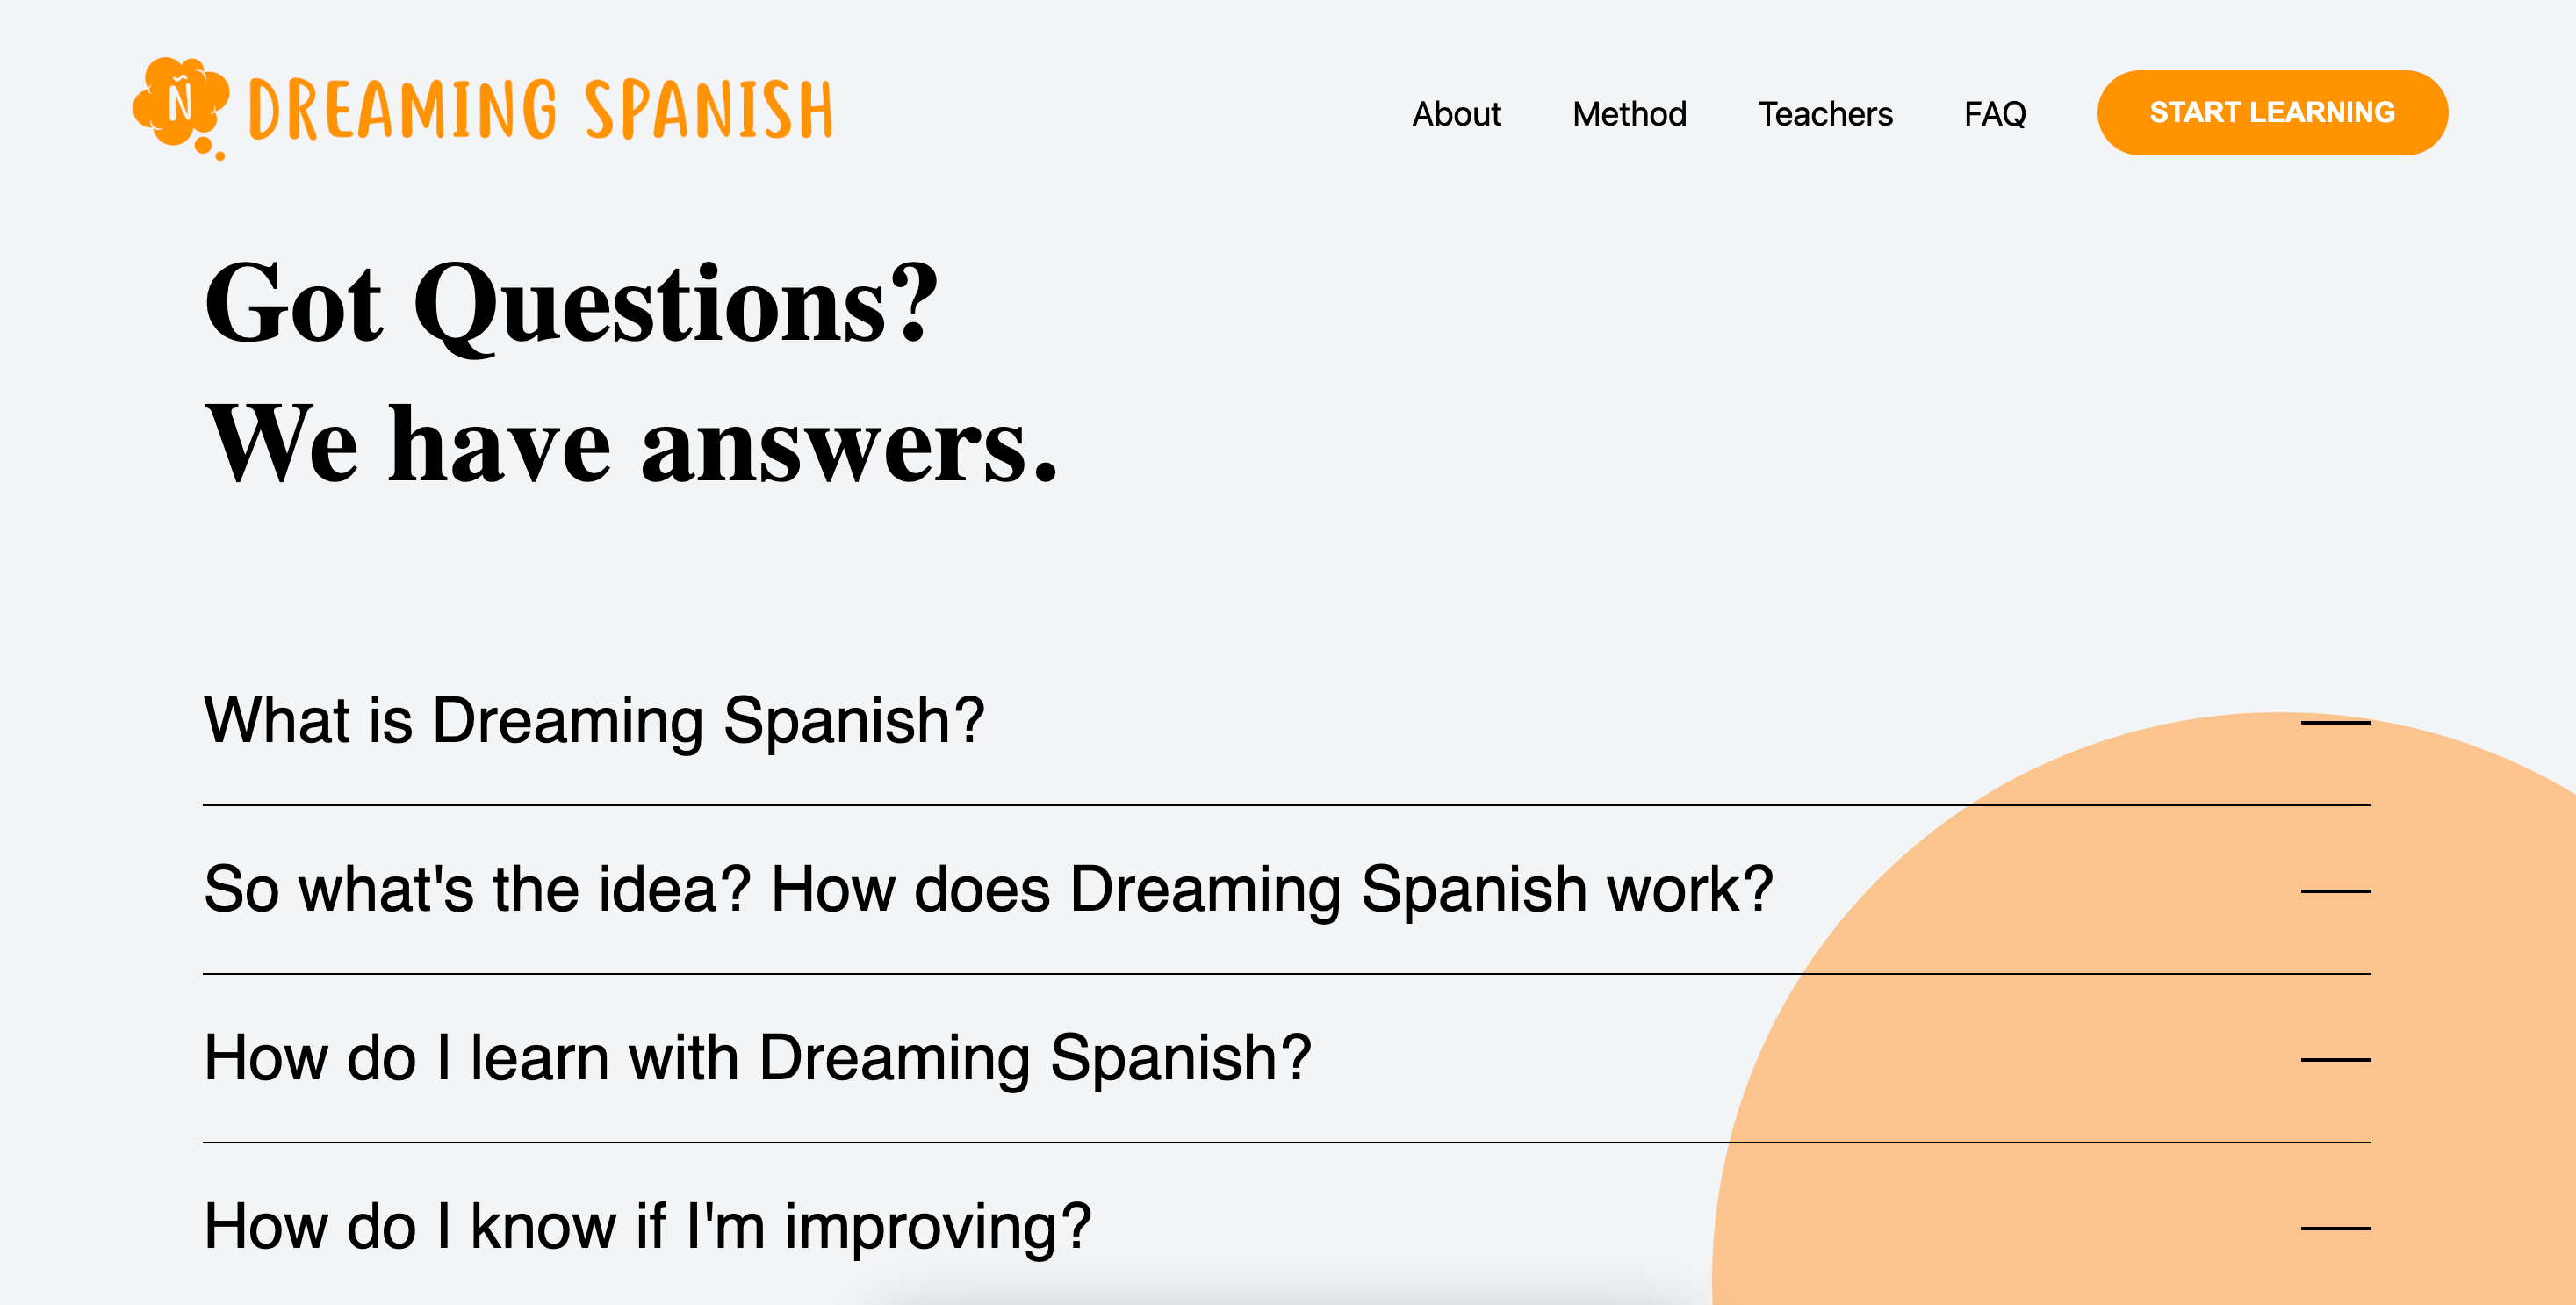 Ñ DREAMING SPANISH
About Method Teachers FAQ START LEARNING
Got Questions?
We have answers.
What is Dreaming Spanish?
So what's the idea? How does Dreaming Spanish work?
How do I learn with Dreaming Spanish?
How do I know if I'm improving?